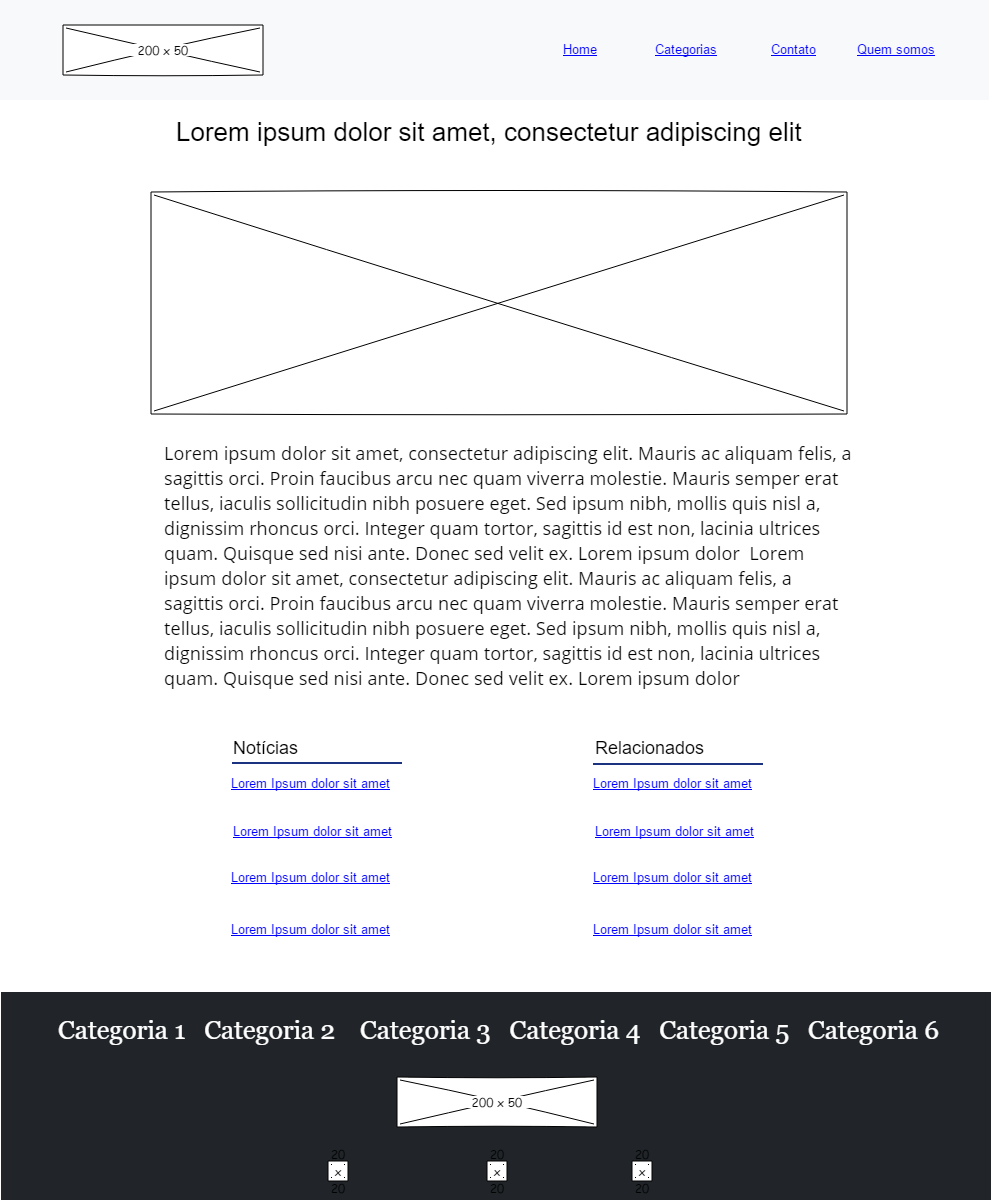 200 x 50
Home Categorias Contato Quem somos
Lorem ipsum dolor sit amet, consectetur adipiscing elit
Lorem ipsum dolor sit amet, consectetur adipiscing elit. Mauris ac aliquam felis, a
sagittis orci. Proin faucibus arcu nec quam viverra molestie. Mauris semper erat
tellus, iaculis sollicitudin nibh posuere eget. Sed ipsum nibh, mollis quis nisl a,
dignissim rhoncus orci. Integer quam tortor, sagittis id est non, lacinia ultrices
quam. Quisque sed nisi ante. Donec sed velit ex. Lorem ipsum dolor  Lorem
ipsum dolor sit amet, consectetur adipiscing elit. Mauris ac aliquam felis, a
sagittis orci. Proin faucibus arcu nec quam viverra molestie. Mauris semper erat
tellus, iaculis sollicitudin nibh posuere eget. Sed ipsum nibh, mollis quis nisl a,
dignissim rhoncus orci. Integer quam tortor, sagittis id est non, lacinia ultrices
quam. Quisque sed nisi ante. Donec sed velit ex. Lorem ipsum dolor
Notícias
Lorem Ipsum dolor sit amet
Lorem Ipsum dolor sit amet
Lorem Ipsum dolor sit amet
Lorem Ipsum dolor sit amet
Relacionados
Lorem Ipsum dolor sit amet
Lorem Ipsum dolor sit amet
Lorem Ipsum dolor sit amet
Lorem Ipsum dolor sit amet
Categoria 1 Categoria 2 Categoria 3 Categoria 4 Categoria 5 Categoria 6
200 x 50
20 20 20
x x x
20 20 20